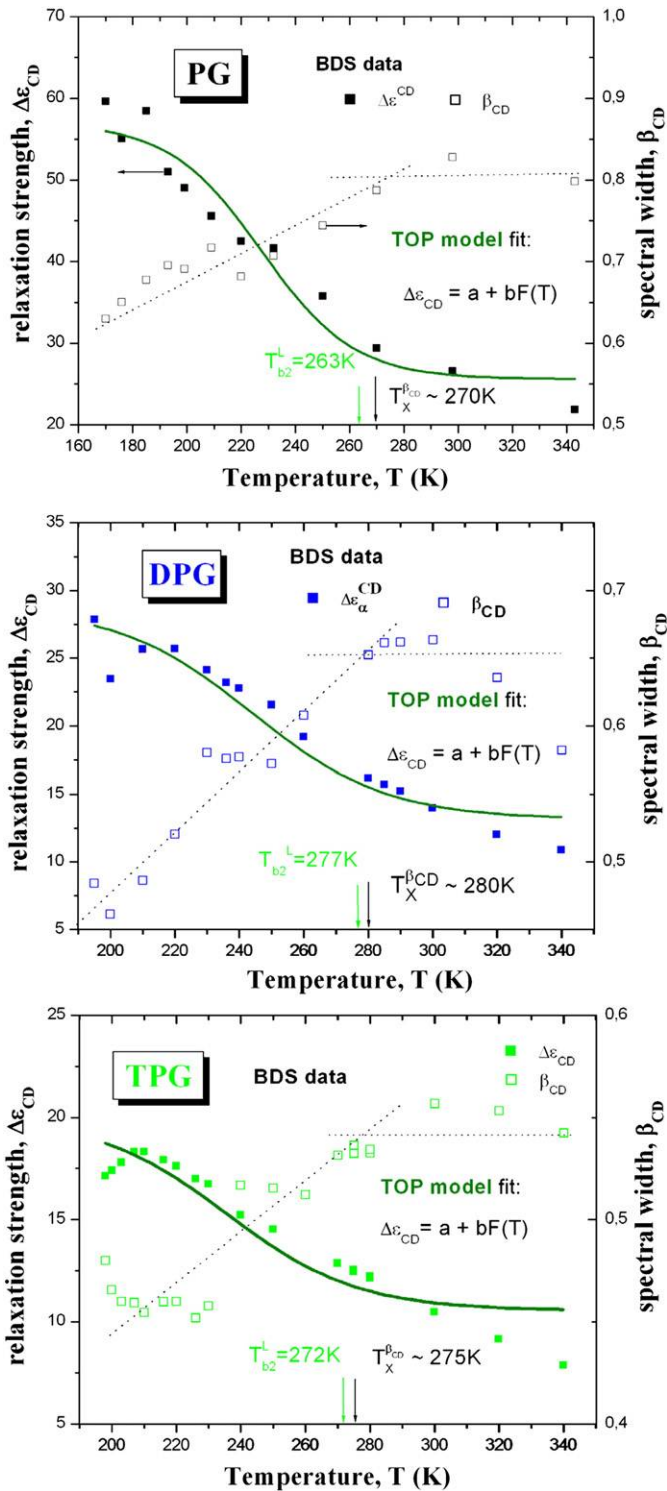 70
60
50
40
30
20
1,0
0,9
0,8
0,7
0,6
0,5
relaxation strength, Δε_CD
spectral width, β_CD
PG
BDS data
Δε^CD
β_CD
TOP model fit:
Δε_CD = a + bF(T)
T_b2^L=263K
T_X^β_CD ~ 270K
160 180 200 220 240 260 280 300 320 340
Temperature, T (K)
35
30
25
20
15
10
5
0,7
0,6
0,5
relaxation strength, Δε_CD
spectral width, β_CD
DPG
BDS data
Δε_α^CD
β_CD
TOP model fit:
Δε_CD = a + bF(T)
T_b2^L=277K
T_X^βCD ~ 280K
200 220 240 260 280 300 320 340
Temperature, T (K)
25
20
15
10
5
0,6
0,5
0,4
relaxation strength, Δε_CD
spectral width, β_CD
TPG
BDS data
Δε_CD
β_CD
TOP model fit:
Δε_CD = a + bF(T)
T_b2^L=272K
T_X^β_CD ~ 275K
200 220 240 260 280 300 320 340
Temperature, T (K)